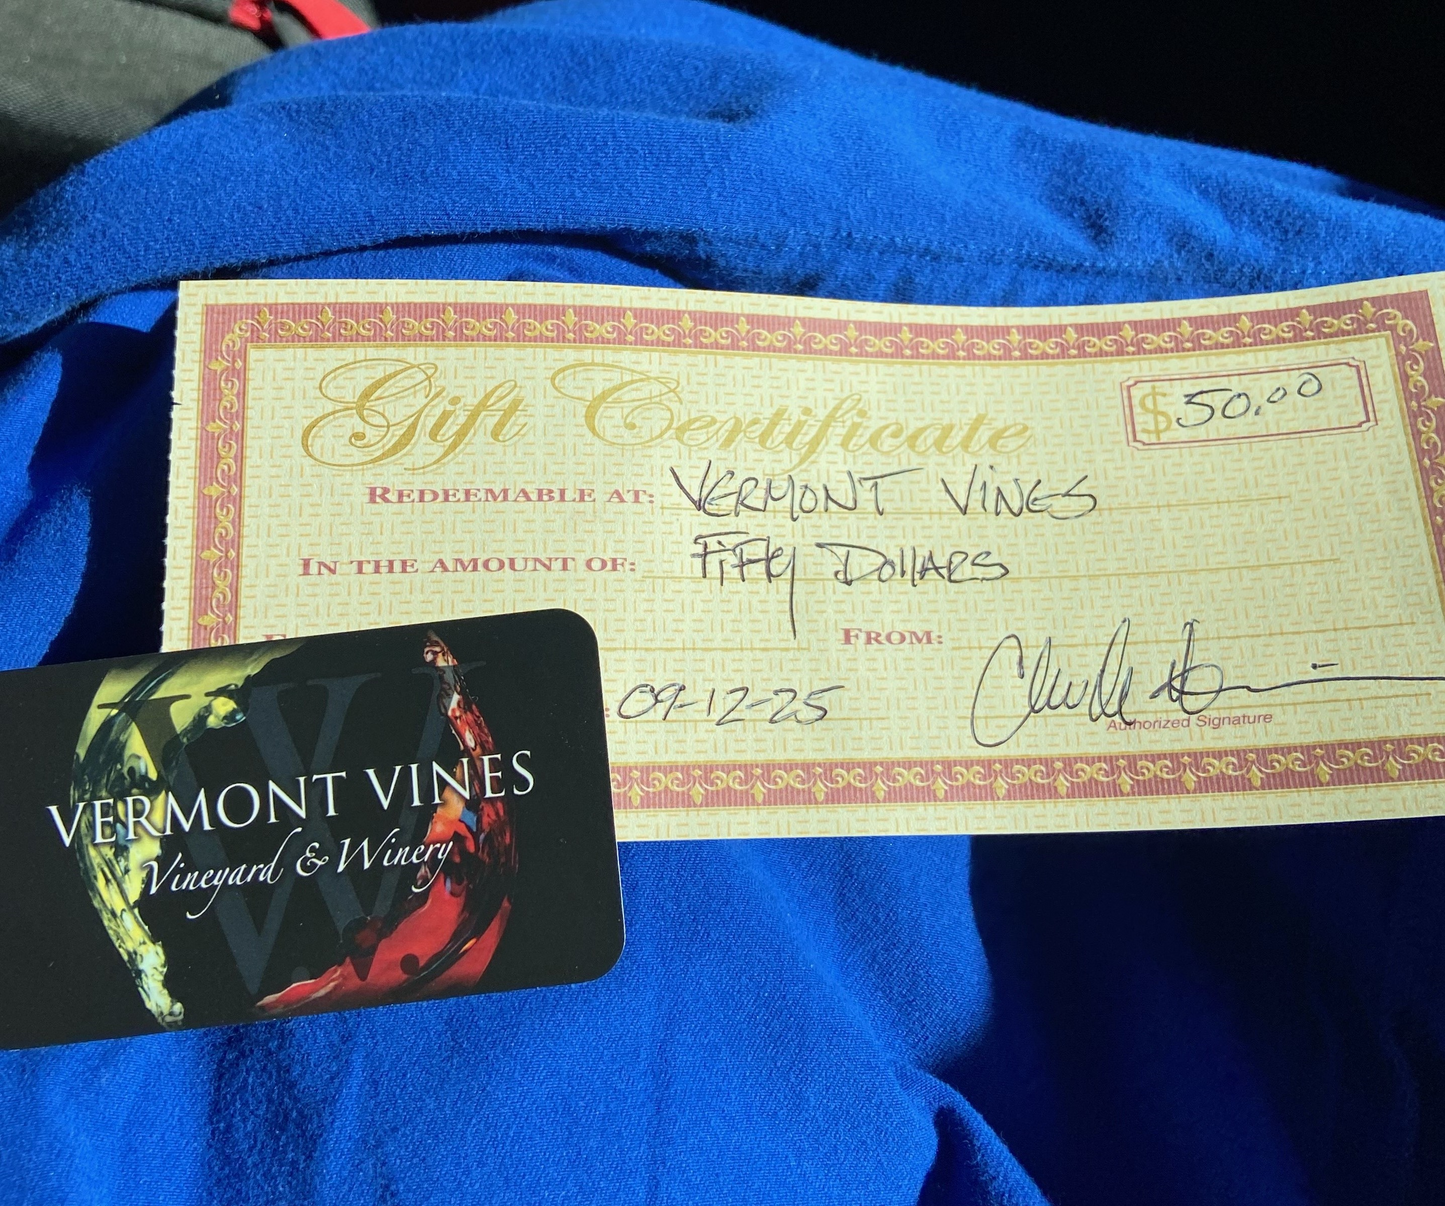 Gift Certificate
$50.00
REDEEMABLE AT: VERMONT VINES
IN THE AMOUNT OF: Fifty Dollars
FROM:
09-12-25
Authorized Signature
VERMONT VINES
Vineyard & Winery
V.V.